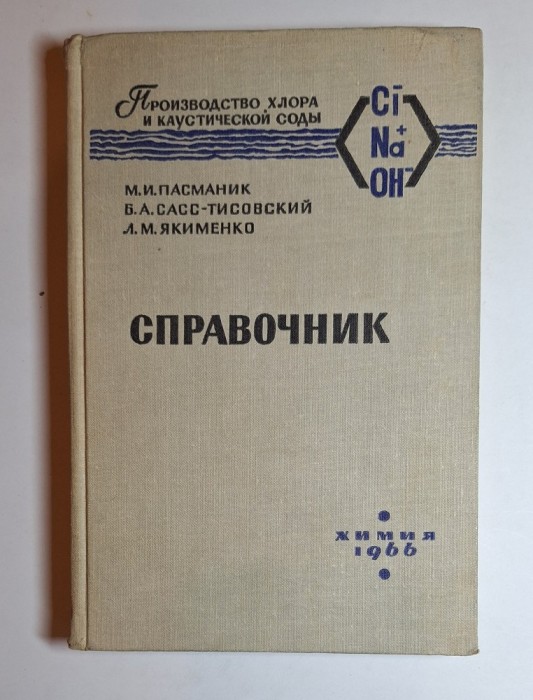 Производство хлора
и каустической соды
Cl⁻
Na⁺
OH⁻
М.И.ПАСМАНИК
Б.А.САСС-ТИСОВСКИЙ
Л.М.ЯКИМЕНКО
СПРАВОЧНИК
ХИМИЯ
1966